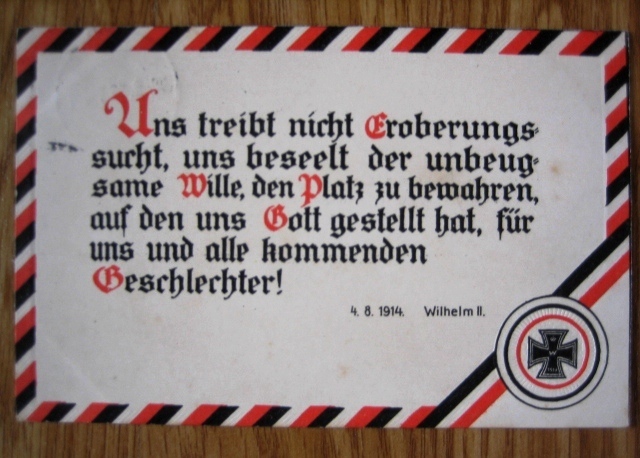 Uns treibt nicht Eroberungs-
sucht, uns beseelt der unbeug-
same Wille, den Platz zu bewahren,
auf den uns Gott gestellt hat, für
uns und alle kommenden
Geschlechter!
4. 8. 1914. Wilhelm II.
W
1914